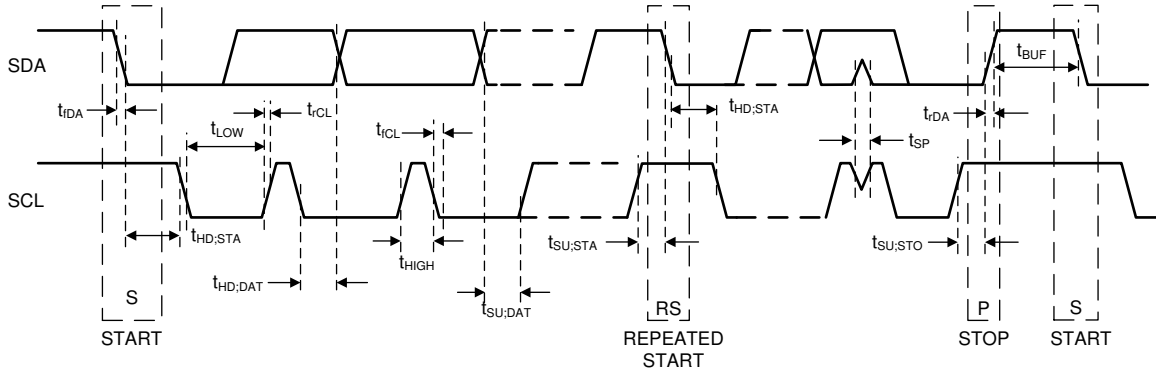 SDA
t_BUF
t_fDA
t_LOW
t_rCL
t_fCL
t_HD;STA
t_rDA
t_SP
SCL
t_HD;STA
t_HIGH
t_SU;STA
t_SU;STO
t_HD;DAT
t_SU;DAT
S
RS
P
S
START
REPEATED
START
STOP
START